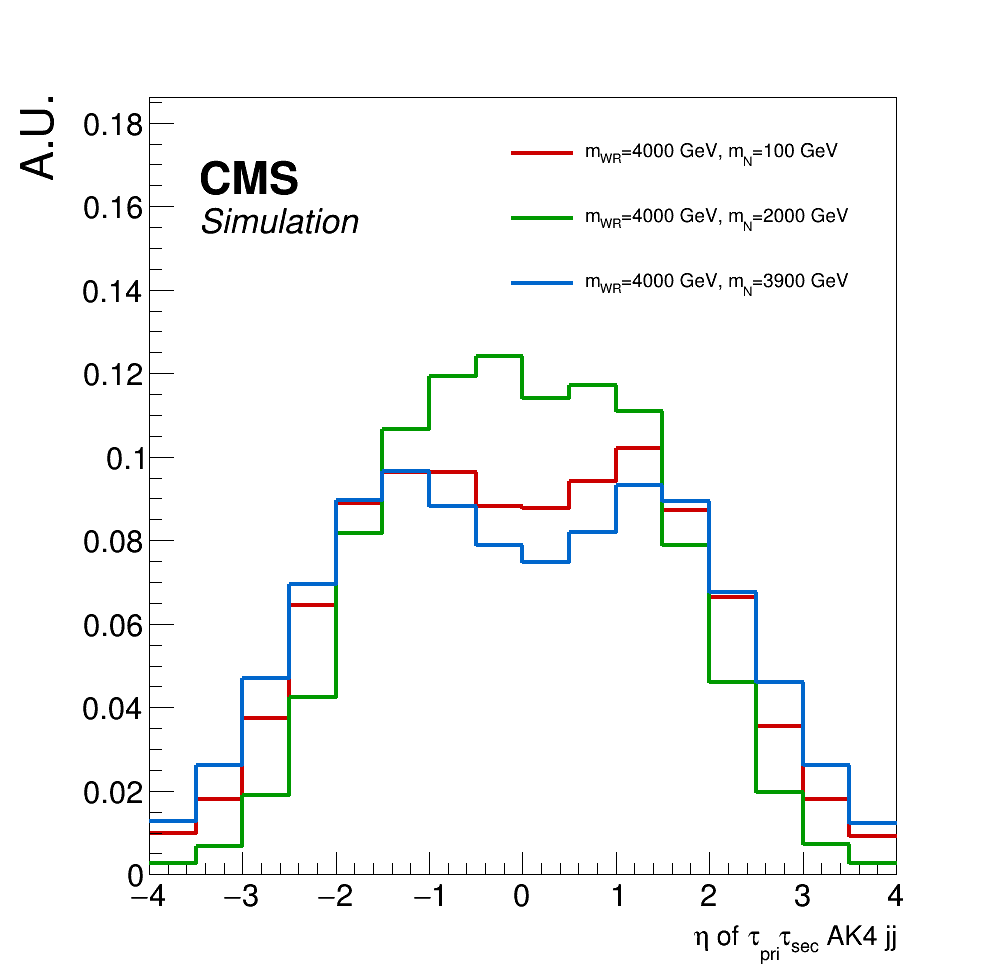 A.U.
0.18
0.16
0.14
0.12
0.1
0.08
0.06
0.04
0.02
0
CMS
Simulation
mWR=4000 GeV, mN=100 GeV
mWR=4000 GeV, mN=2000 GeV
mWR=4000 GeV, mN=3900 GeV
−4 −3 −2 −1 0 1 2 3 4
η of τpriτsec AK4 jj